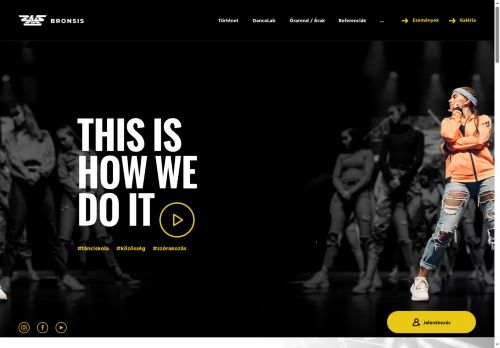 BRONSIS
Történet
DanceLab
Órarend / Árak
Referenciák
...
Események
Galéria
THIS IS
HOW WE
DO IT
#tánciskola #közösség #szórakozás
Jelentkezés